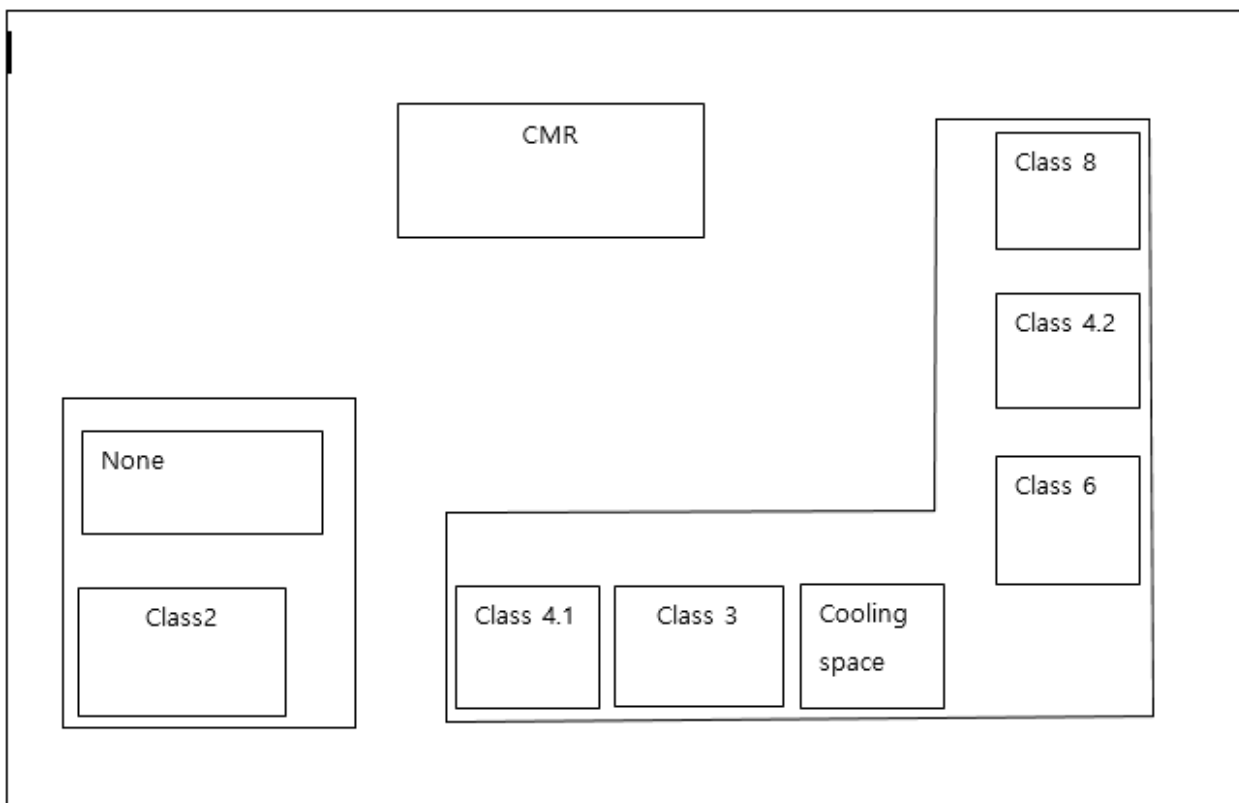 CMR
Class 8
Class 4.2
None
Class 6
Class2
Class 4.1
Class 3
Cooling
space